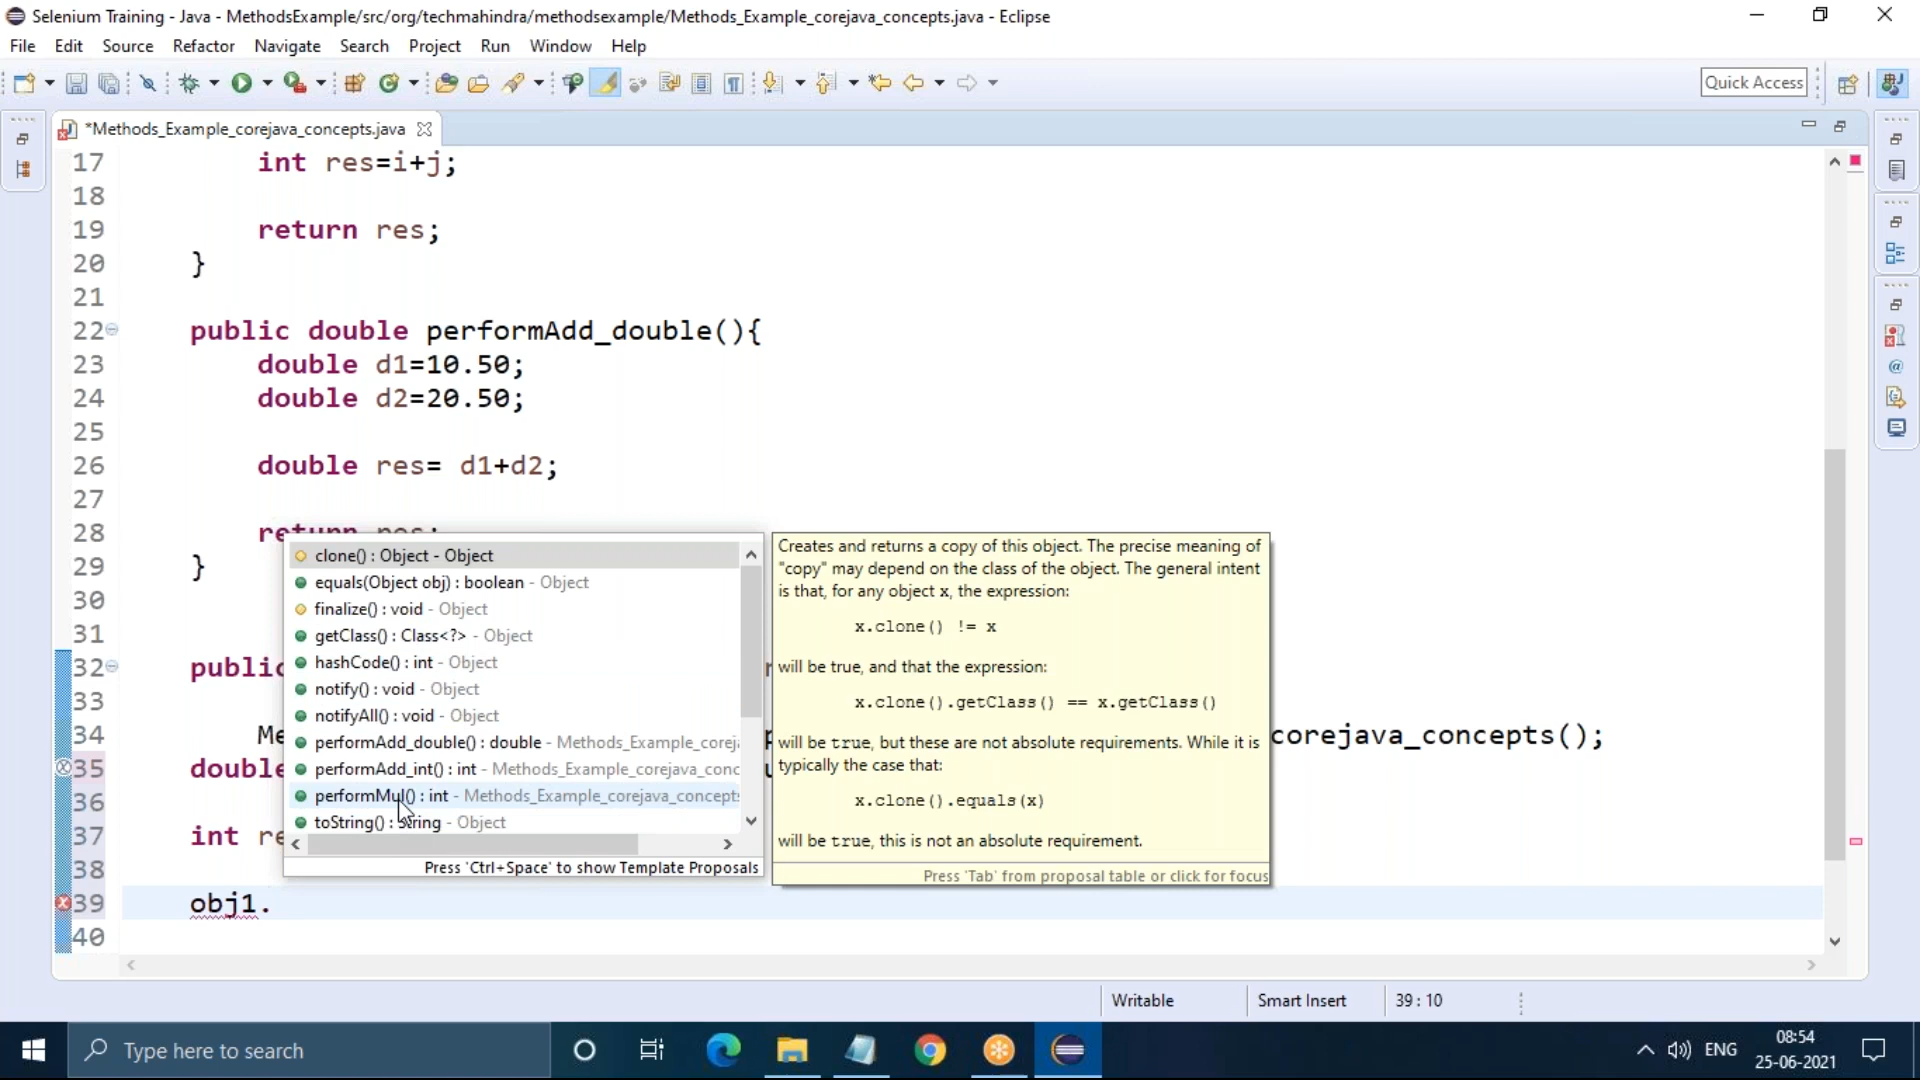 Selenium Training - Java - MethodsExample/src/org/techmahindra/methodsexample/Methods_Example_corejava_concepts.java - Eclipse
File Edit Source Refactor Navigate Search Project Run Window Help
Quick Access
*Methods_Example_corejava_concepts.java
17 int res=i+j;
18
19 return res;
20 }
21
22 public double performAdd_double(){
23 double d1=10.50;
24 double d2=20.50;
25
26 double res= d1+d2;
27
28 return res;
29 }
30
31
32 public
33
34 Me corejava_concepts();
35 double
36
37 int re
38
39 obj1.
40
clone() : Object - Object
equals(Object obj) : boolean - Object
finalize() : void - Object
getClass() : Class<?> - Object
hashCode() : int - Object
notify() : void - Object
notifyAll() : void - Object
performAdd_double() : double - Methods_Example_coreja
performAdd_int() : int - Methods_Example_corejava_conc
performMul() : int - Methods_Example_corejava_concepts
toString() : String - Object
Press 'Ctrl+Space' to show Template Proposals
Creates and returns a copy of this object. The precise meaning of
"copy" may depend on the class of the object. The general intent
is that, for any object x, the expression:
x.clone() != x
will be true, and that the expression:
x.clone().getClass() == x.getClass()
will be true, but these are not absolute requirements. While it is
typically the case that:
x.clone().equals(x)
will be true, this is not an absolute requirement.
Press 'Tab' from proposal table or click for focus
Writable Smart Insert 39 : 10
Type here to search
ENG
08:54
25-06-2021